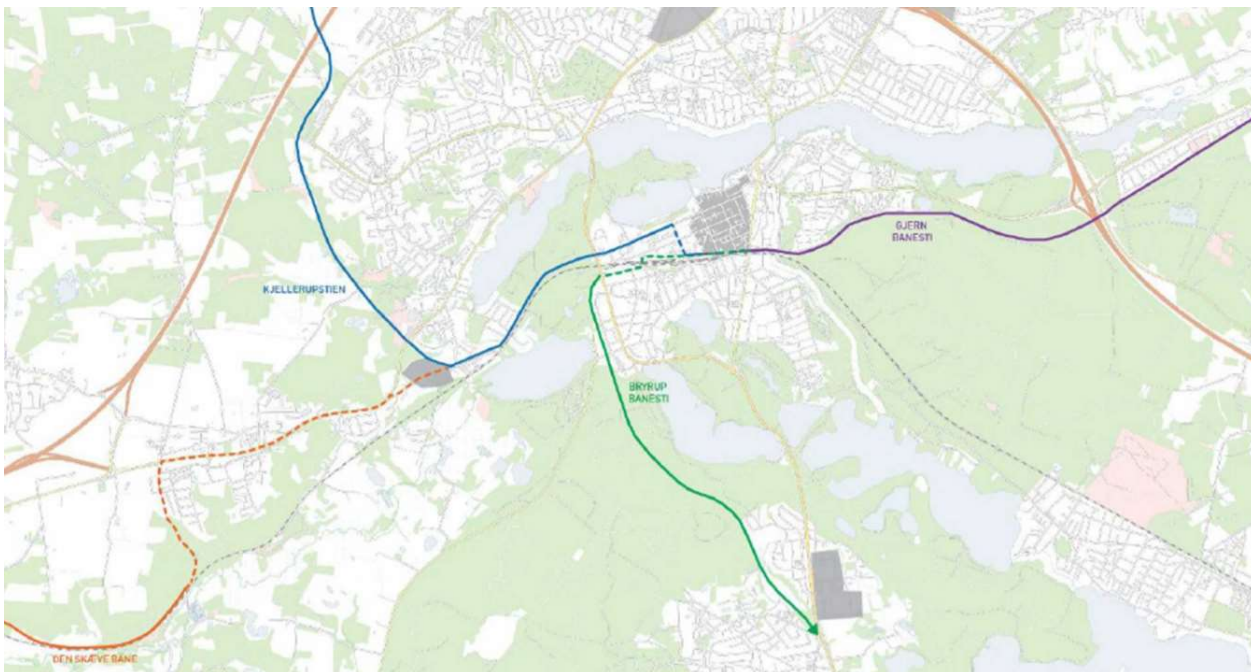 GJERN
BANESTI
KJELLERUPSTIEN
BRYRUP
BANESTI
DEN SKÆVE BANE